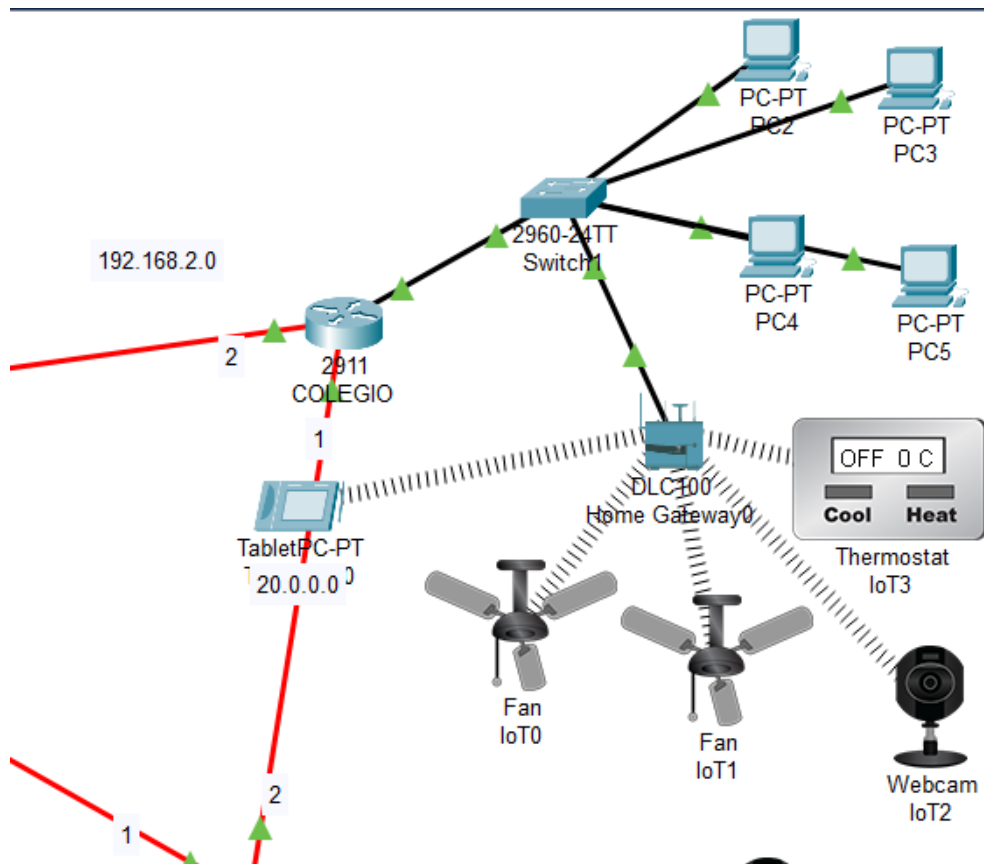 PC-PT
PC2
PC-PT
PC3
2960-24TT
Switch1
192.168.2.0
PC-PT
PC4
PC-PT
PC5
2
2911
COLEGIO
1
OFF 0 C
Cool Heat
DLC100
Home Gateway0
TabletPC-PT
20.0.0.0
Thermostat
IoT3
Fan
IoT0
Fan
IoT1
Webcam
IoT2
2
1